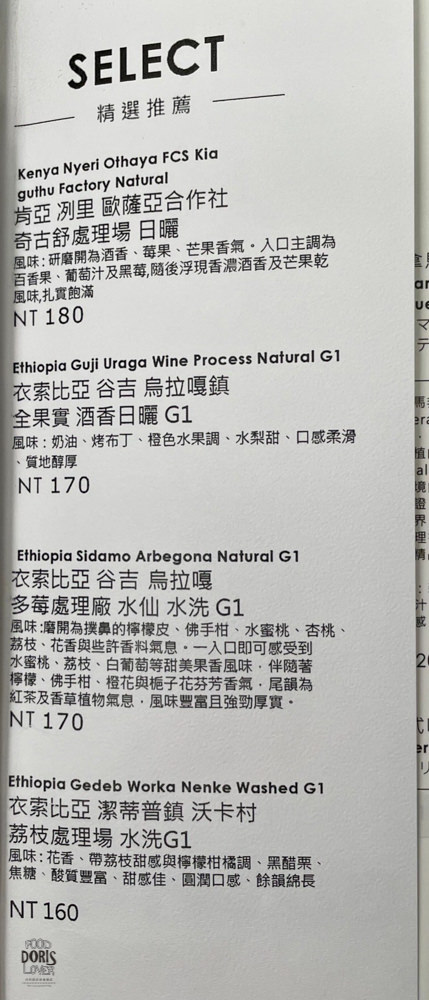 SELECT
精選推薦
Kenya Nyeri Othaya FCS Kia
guthu Factory Natural
肯亞 冽里 歐薩亞合作社
奇古舒處理場 日曬
風味:研磨開為酒香、莓果、芒果香氣。入口主調為
百香果、葡萄汁及黑莓,隨後浮現香濃酒香及芒果乾
風味,扎實飽滿
NT 180
Ethiopia Guji Uraga Wine Process Natural G1
衣索比亞 谷吉 烏拉嘎鎮
全果實 酒香日曬 G1
風味:奶油、烤布丁、橙色水果調、水梨甜、口感柔滑
、質地醇厚
NT 170
Ethiopia Sidamo Arbegona Natural G1
衣索比亞 谷吉 烏拉嘎
多莓處理廠 水仙 水洗 G1
風味:磨開為撲鼻的檸檬皮、佛手柑、水蜜桃、杏桃、
荔枝、花香與些許香料氣息。一入口即可感受到
水蜜桃、荔枝、白葡萄等甜美果香風味,伴隨著
檸檬、佛手柑、橙花與梔子花芬芳香氣,尾韻為
紅茶及香草植物氣息,風味豐富且強勁厚實。
NT 170
Ethiopia Gedeb Worka Nenke Washed G1
衣索比亞 潔蒂普鎮 沃卡村
荔枝處理場 水洗G1
風味:花香、帶荔枝甜感與檸檬柑橘調、黑醋栗、
焦糖、酸質豐富、甜感佳、圓潤口感、餘韻綿長
NT 160
FOOD
DORIS
LOVER